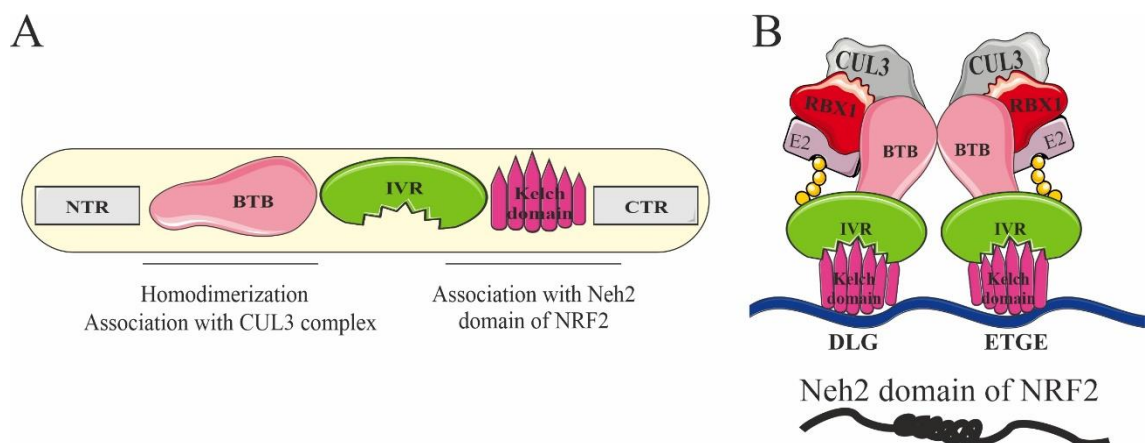 A
NTR
BTB
IVR
Kelch
domain
CTR
Homodimerization
Association with CUL3 complex
Association with Neh2
domain of NRF2
B
CUL3
CUL3
RBX1
RBX1
E2
E2
BTB
BTB
IVR
IVR
Kelch
domain
Kelch
domain
DLG
ETGE
Neh2 domain of NRF2